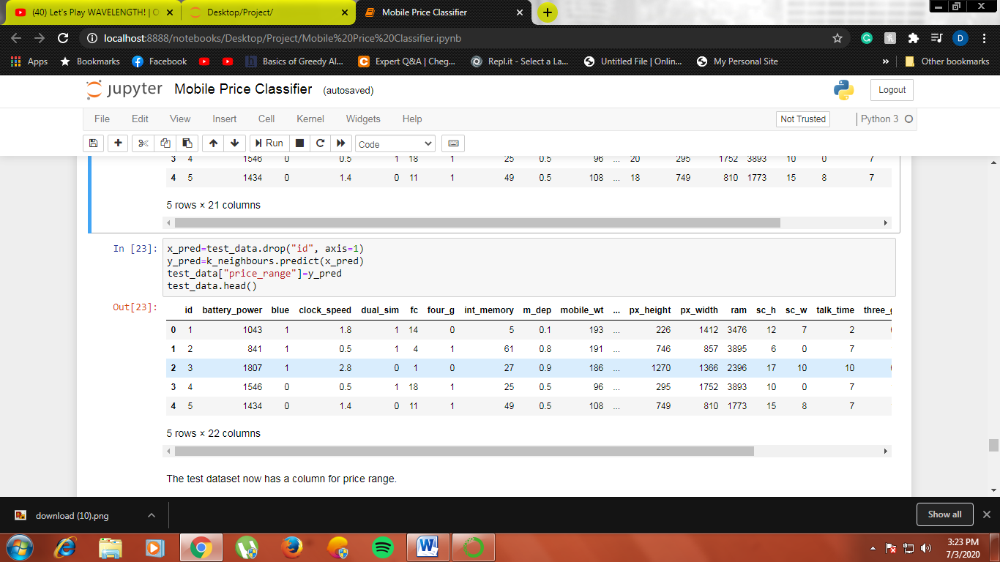 (40) Let's Play WAVELENGTH! | O
Desktop/Project/
Mobile Price Classifier
localhost:8888/notebooks/Desktop/Project/Mobile%20Price%20Classifier.ipynb
Apps Bookmarks Facebook Basics of Greedy Al... Expert Q&A | Cheg... Repl.it - Select a La... Untitled File | Onlin... My Personal Site » Other bookmarks
jupyter Mobile Price Classifier (autosaved) Logout
File Edit View Insert Cell Kernel Widgets Help Not Trusted Python 3
Run Code
3 4 1546 0 0.5 1 18 1 25 0.5 96 ... 20 295 1752 3893 10 0 7
4 5 1434 0 1.4 0 11 1 49 0.5 108 ... 18 749 810 1773 15 8 7
5 rows × 21 columns
In [23]: x_pred=test_data.drop("id", axis=1)
y_pred=k_neighbours.predict(x_pred)
test_data["price_range"]=y_pred
test_data.head()
Out[23]:
id battery_power blue clock_speed dual_sim fc four_g int_memory m_dep mobile_wt ... px_height px_width ram sc_h sc_w talk_time three_g
0 1 1043 1 1.8 1 14 0 5 0.1 193 ... 226 1412 3476 12 7 2
1 2 841 1 0.5 1 4 1 61 0.8 191 ... 746 857 3895 6 0 7
2 3 1807 1 2.8 0 1 0 27 0.9 186 ... 1270 1366 2396 17 10 10
3 4 1546 0 0.5 1 18 1 25 0.5 96 ... 295 1752 3893 10 0 7
4 5 1434 0 1.4 0 11 1 49 0.5 108 ... 749 810 1773 15 8 7
5 rows × 22 columns
The test dataset now has a column for price range.
download (10).png Show all
3:23 PM
7/3/2020